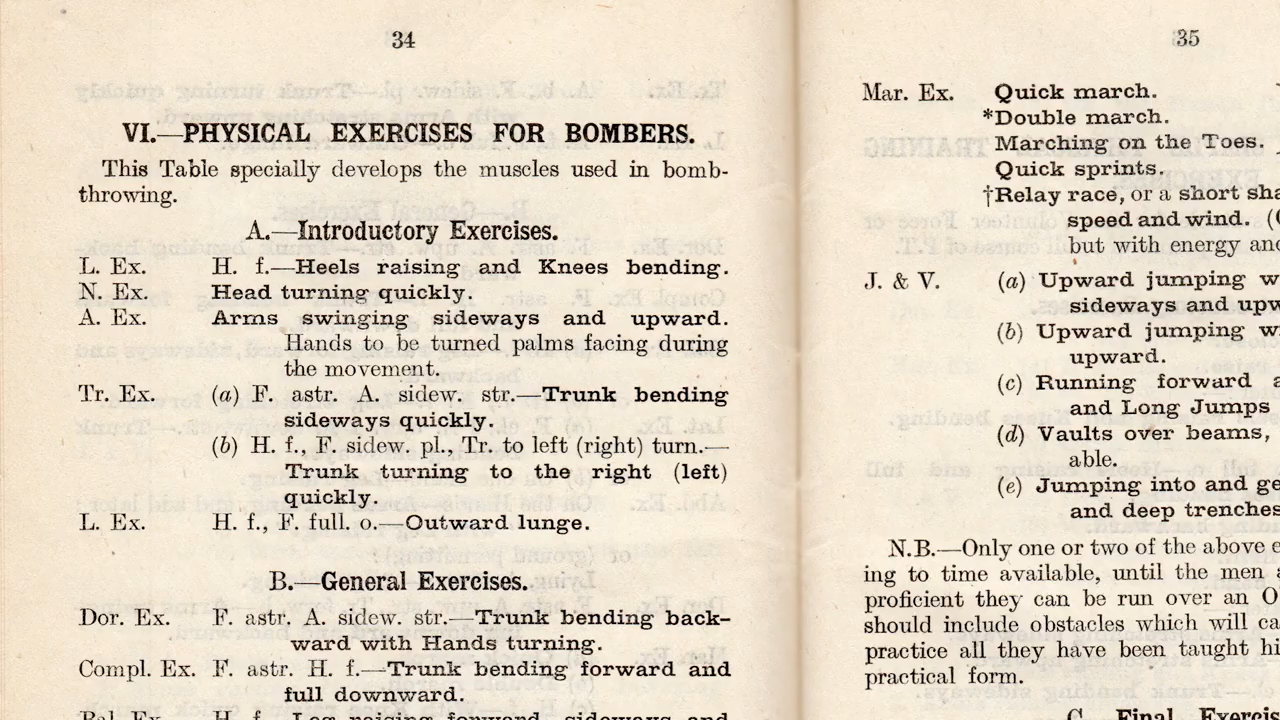 34
VI.—PHYSICAL EXERCISES FOR BOMBERS.
This Table specially develops the muscles used in bomb-
throwing.
A.—Introductory Exercises.
L. Ex. H. f.—Heels raising and Knees bending.
N. Ex. Head turning quickly.
A. Ex. Arms swinging sideways and upward.
Hands to be turned palms facing during
the movement.
Tr. Ex. (a) F. astr. A. sidew. str.—Trunk bending
sideways quickly.
(b) H. f., F. sidew. pl., Tr. to left (right) turn.—
Trunk turning to the right (left)
quickly.
L. Ex. H. f., F. full. o.—Outward lunge.
B.—General Exercises.
Dor. Ex. F. astr. A. sidew. str.—Trunk bending back-
ward with Hands turning.
Compl. Ex. F. astr. H. f.—Trunk bending forward and
full downward.
Bal. Ex. H. f.—Leg raising forward, sideways and
35
Mar. Ex. Quick march.
*Double march.
Marching on the Toes.
Quick sprints.
†Relay race, or a short
speed and wind.
but with energy
J. & V. (a) Upward jumping
sideways and
(b) Upward jumping
upward.
(c) Running forward
and Long Jumps
(d) Vaults over beams,
able.
(e) Jumping into and
and deep trenches
N.B.—Only one or two of the above
ing to time available, until the men
proficient they can be run over an
should include obstacles which will
practice all they have been taught
practical form.
C. Final